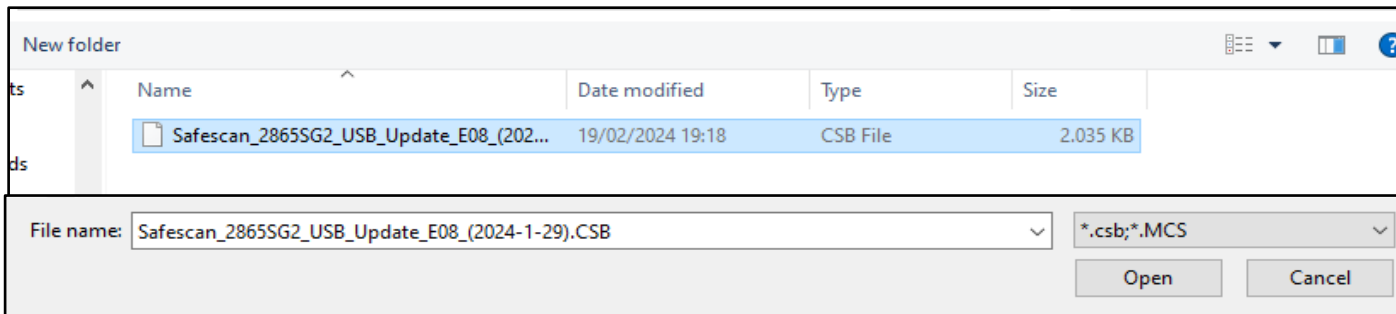 New folder
ts
Name Date modified Type Size
Safescan_2865SG2_USB_Update_E08_(202... 19/02/2024 19:18 CSB File 2.035 KB
ds
File name: Safescan_2865SG2_USB_Update_E08_(2024-1-29).CSB *.csb;*.MCS
Open Cancel